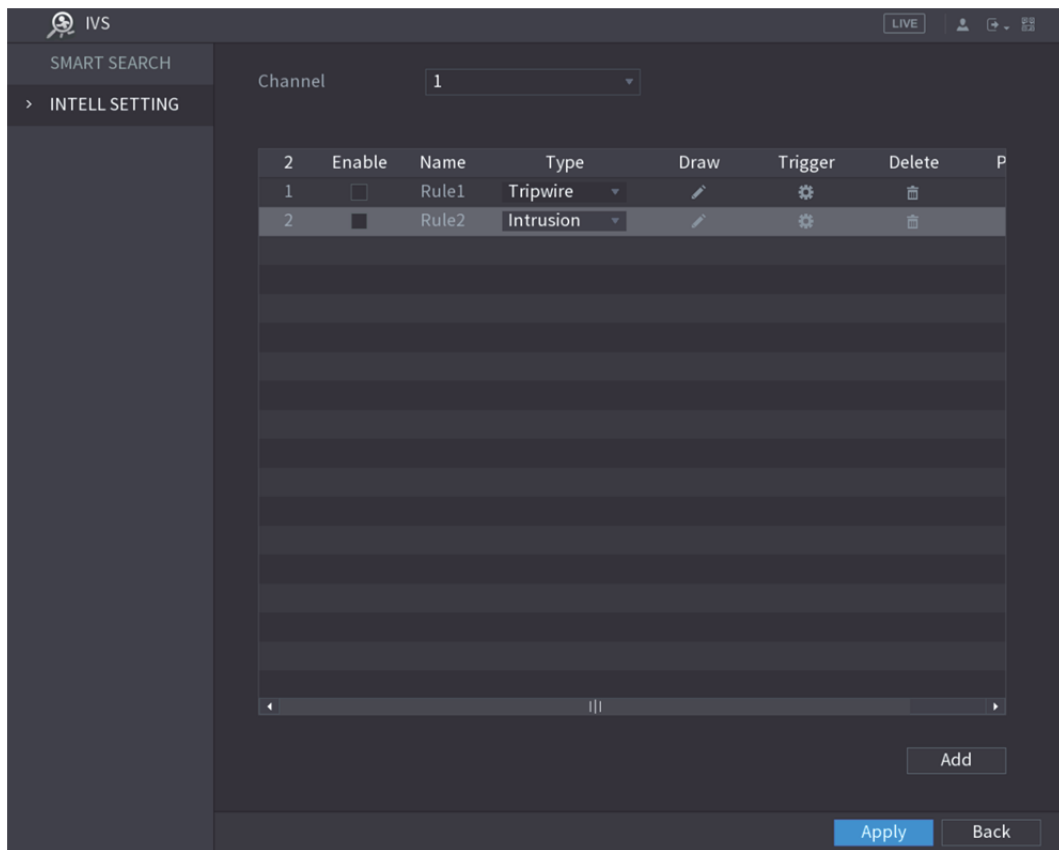 IVS LIVE
SMART SEARCH
INTELL SETTING
Channel 1
2 Enable Name Type Draw Trigger Delete P
1 Rule1 Tripwire
2 Rule2 Intrusion
Add
Apply Back